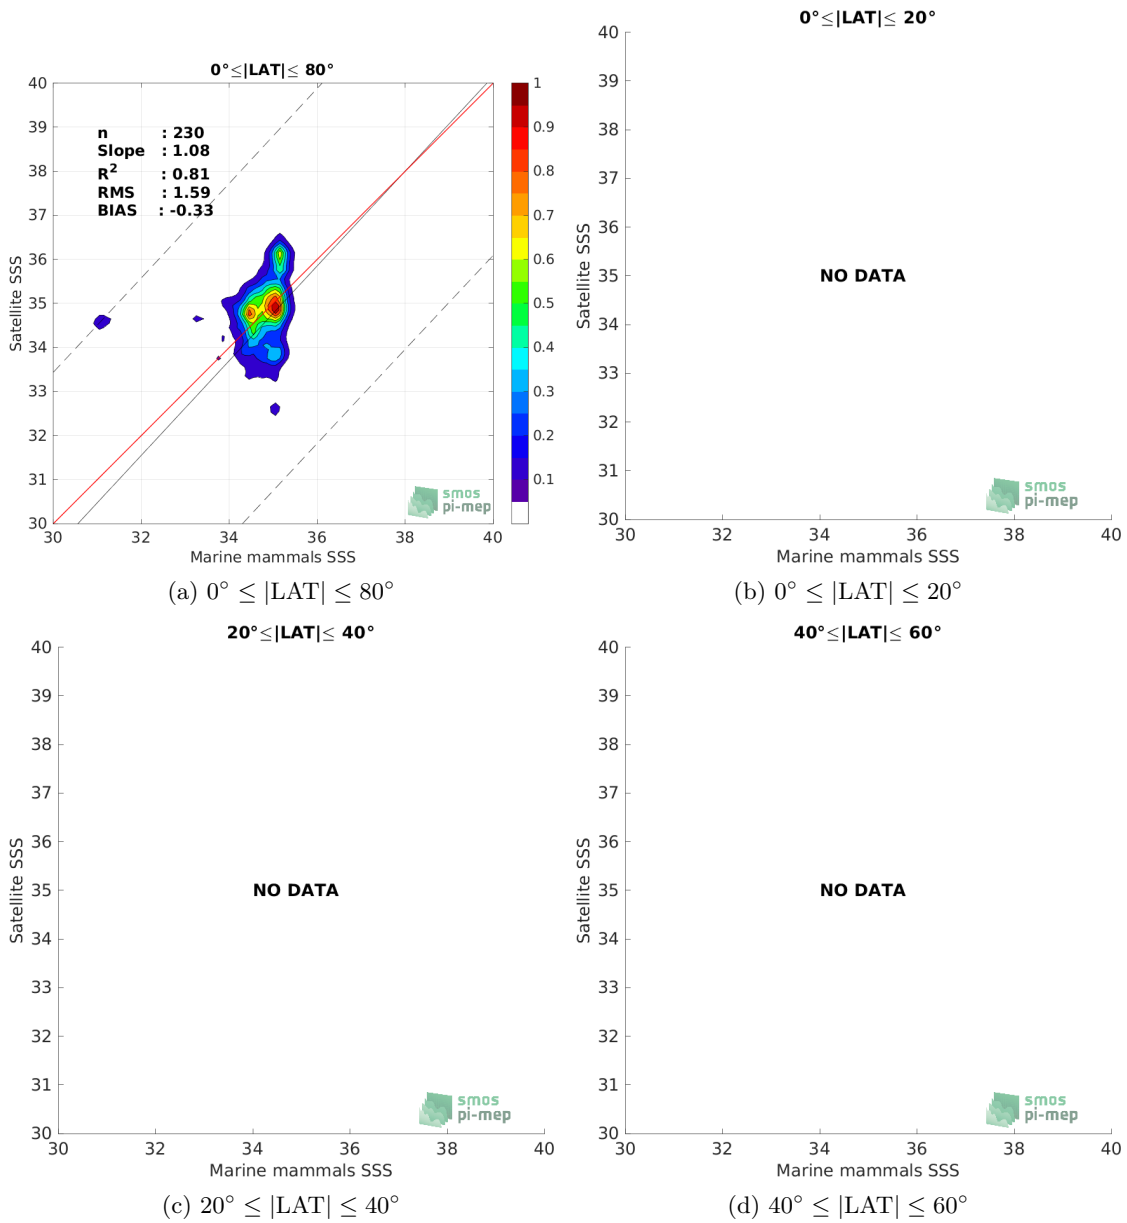 0°≤|LAT|≤ 80°
40
39
38
37
36
35
34
33
32
31
30
Satellite SSS
n : 230
Slope : 1.08
R² : 0.81
RMS : 1.59
BIAS : -0.33
smos
pi-mep
30 32 34 36 38 40
Marine mammals SSS
1
0.9
0.8
0.7
0.6
0.5
0.4
0.3
0.2
0.1
(a) 0° ≤ |LAT| ≤ 80°
0°≤|LAT|≤ 20°
40
39
38
37
36
35
34
33
32
31
30
Satellite SSS
NO DATA
smos
pi-mep
30 32 34 36 38 40
Marine mammals SSS
(b) 0° ≤ |LAT| ≤ 20°
20°≤|LAT|≤ 40°
40
39
38
37
36
35
34
33
32
31
30
Satellite SSS
NO DATA
smos
pi-mep
30 32 34 36 38 40
Marine mammals SSS
(c) 20° ≤ |LAT| ≤ 40°
40°≤|LAT|≤ 60°
40
39
38
37
36
35
34
33
32
31
30
Satellite SSS
NO DATA
smos
pi-mep
30 32 34 36 38 40
Marine mammals SSS
(d) 40° ≤ |LAT| ≤ 60°